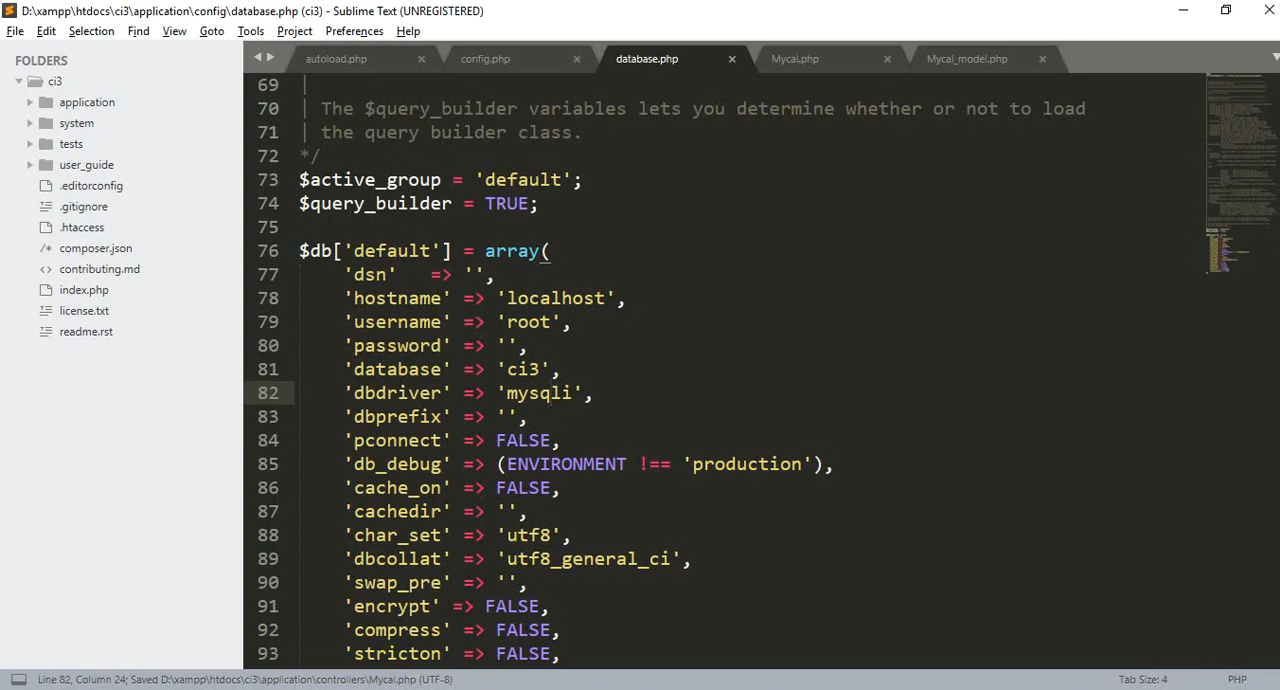 D:\xampp\htdocs\ci3\application\config\database.php (ci3) - Sublime Text (UNREGISTERED)
File Edit Selection Find View Goto Tools Project Preferences Help
FOLDERS
ci3
application
system
tests
user_guide
.editorconfig
.gitignore
.htaccess
composer.json
contributing.md
index.php
license.txt
readme.rst
autoload.php config.php database.php Mycal.php Mycal_model.php
69 |
70 | The $query_builder variables lets you determine whether or not to load
71 | the query builder class.
72 */
73 $active_group = 'default';
74 $query_builder = TRUE;
75
76 $db['default'] = array(
77 'dsn' => '',
78 'hostname' => 'localhost',
79 'username' => 'root',
80 'password' => '',
81 'database' => 'ci3',
82 'dbdriver' => 'mysqli',
83 'dbprefix' => '',
84 'pconnect' => FALSE,
85 'db_debug' => (ENVIRONMENT !== 'production'),
86 'cache_on' => FALSE,
87 'cachedir' => '',
88 'char_set' => 'utf8',
89 'dbcollat' => 'utf8_general_ci',
90 'swap_pre' => '',
91 'encrypt' => FALSE,
92 'compress' => FALSE,
93 'stricton' => FALSE,
Line 82, Column 24; Saved D:\xampp\htdocs\ci3\application\controllers\Mycal.php (UTF-8) Tab Size: 4 PHP